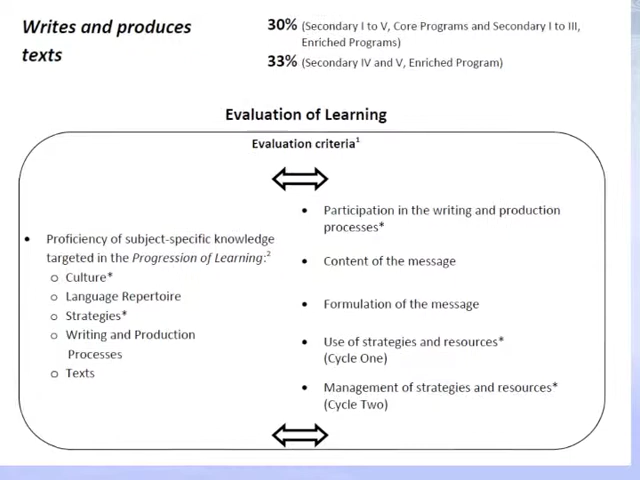 Writes and produces
texts
30% (Secondary I to V, Core Programs and Secondary I to III,
Enriched Programs)
33% (Secondary IV and V, Enriched Program)
Evaluation of Learning
Evaluation criteria¹
• Proficiency of subject-specific knowledge
targeted in the Progression of Learning:²
o Culture*
o Language Repertoire
o Strategies*
o Writing and Production
Processes
o Texts
• Participation in the writing and production
processes*
• Content of the message
• Formulation of the message
• Use of strategies and resources*
(Cycle One)
• Management of strategies and resources*
(Cycle Two)